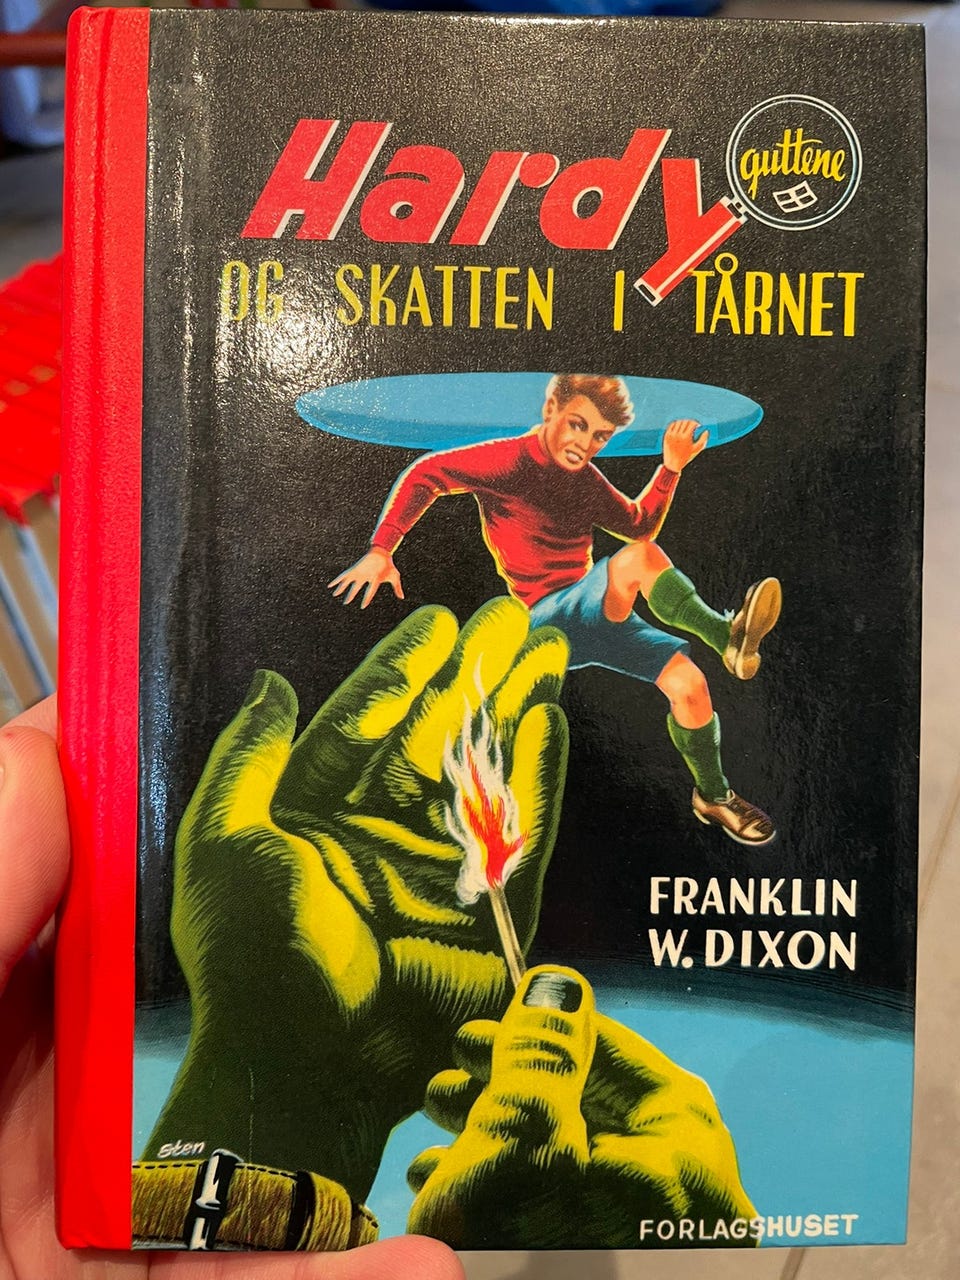 Hardy guttene
OG SKATTEN I TÅRNET
FRANKLIN
W. DIXON
Sten
FORLAGSHUSET